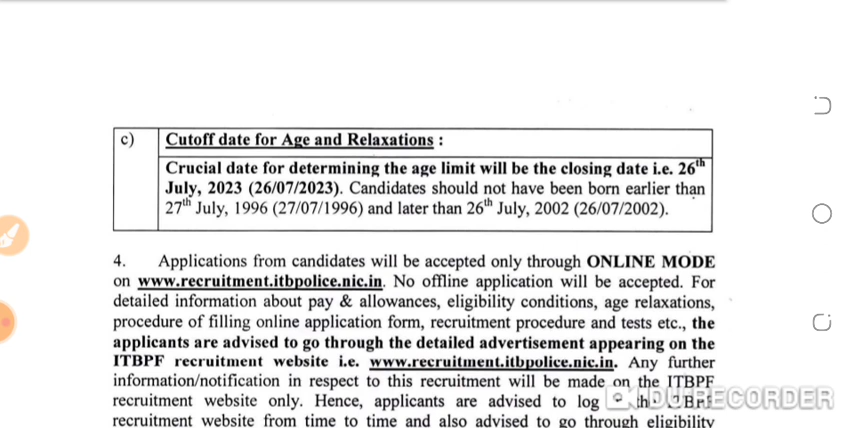 c) Cutoff date for Age and Relaxations :
Crucial date for determining the age limit will be the closing date i.e. 26th
July, 2023 (26/07/2023). Candidates should not have been born earlier than
27th July, 1996 (27/07/1996) and later than 26th July, 2002 (26/07/2002).
4. Applications from candidates will be accepted only through ONLINE MODE
on www.recruitment.itbpolice.nic.in. No offline application will be accepted. For
detailed information about pay & allowances, eligibility conditions, age relaxations,
procedure of filling online application form, recruitment procedure and tests etc., the
applicants are advised to go through the detailed advertisement appearing on the
ITBPF recruitment website i.e. www.recruitment.itbpolice.nic.in. Any further
information/notification in respect to this recruitment will be made on the ITBPF
recruitment website only. Hence, applicants are advised to log
recruitment website from time to time and also advised to go through eligibility
DU RECORDER